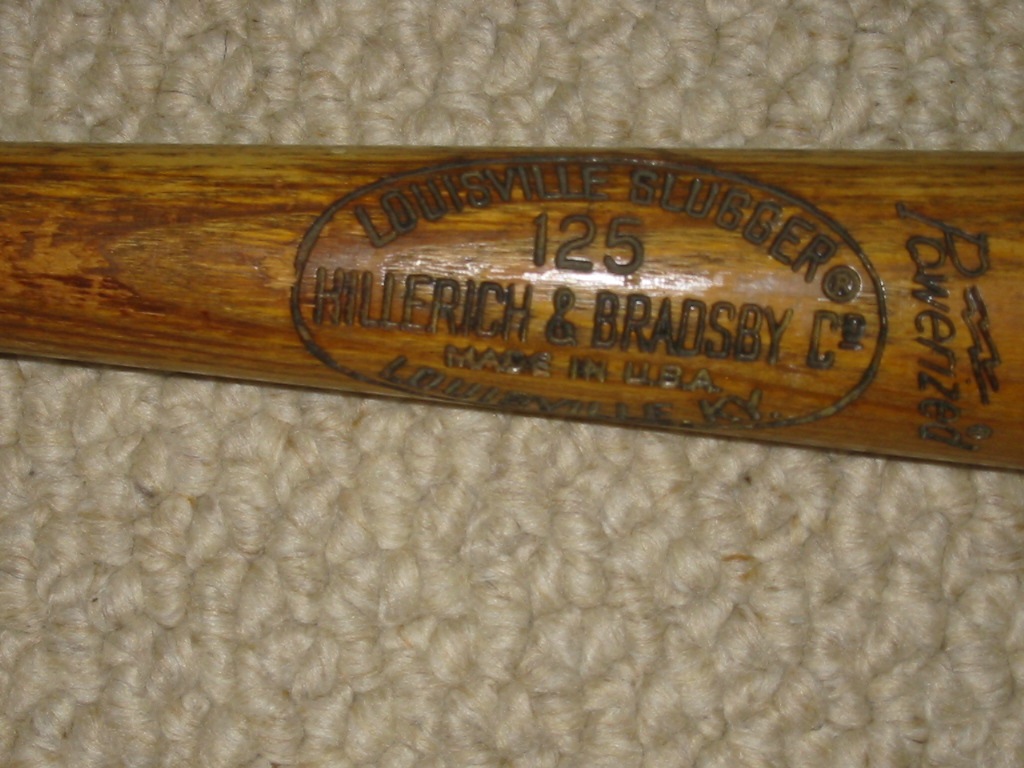 LOUISVILLE SLUGGER®
125
HILLERICH & BRADSBY Co
MADE IN U.S.A.
LOUISVILLE, KY.
Powerized